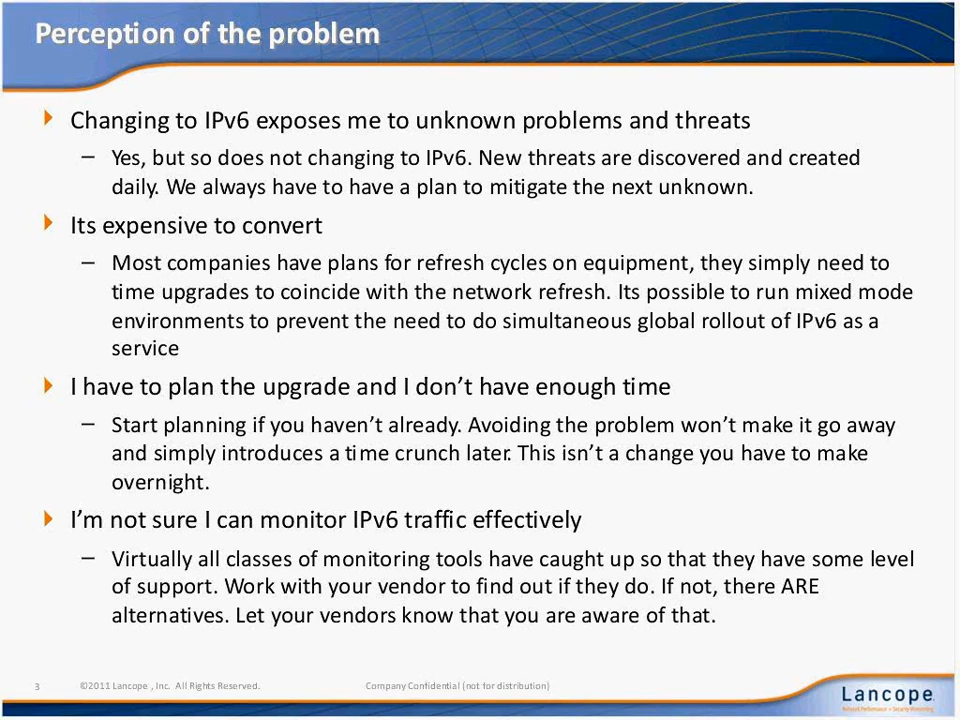 Perception of the problem
Changing to IPv6 exposes me to unknown problems and threats
– Yes, but so does not changing to IPv6. New threats are discovered and created
daily. We always have to have a plan to mitigate the next unknown.
Its expensive to convert
– Most companies have plans for refresh cycles on equipment, they simply need to
time upgrades to coincide with the network refresh. Its possible to run mixed mode
environments to prevent the need to do simultaneous global rollout of IPv6 as a
service
I have to plan the upgrade and I don’t have enough time
– Start planning if you haven’t already. Avoiding the problem won’t make it go away
and simply introduces a time crunch later. This isn’t a change you have to make
overnight.
I’m not sure I can monitor IPv6 traffic effectively
– Virtually all classes of monitoring tools have caught up so that they have some level
of support. Work with your vendor to find out if they do. If not, there ARE
alternatives. Let your vendors know that you are aware of that.
3 ©2011 Lancope , Inc. All Rights Reserved. Company Confidential (not for distribution)
Lancope
Network Performance + Security Monitoring